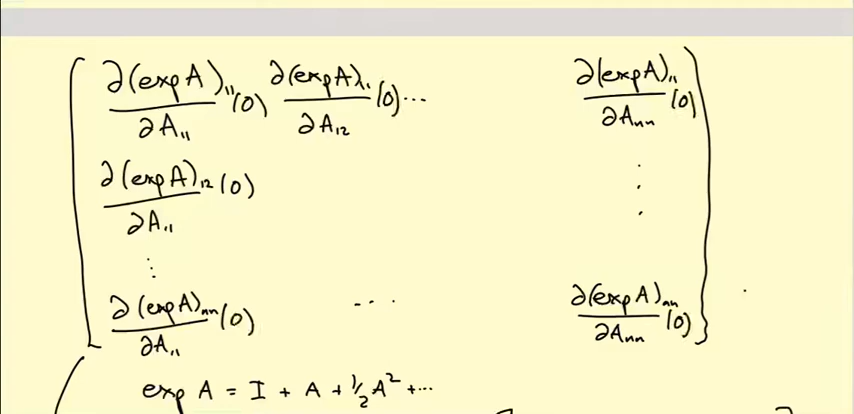 ∂(exp A)₁₁/∂A₁₁ (0) ∂(exp A)₁₁/∂A₁₂ (0) ... ∂(exp A)₁₁/∂Aₙₙ (0)
∂(exp A)₁₂/∂A₁₁ (0) ⋮
⋮
∂(exp A)ₙₙ/∂A₁₁ (0) ... ∂(exp A)ₙₙ/∂Aₙₙ (0)
exp A = I + A + ½A² + ...